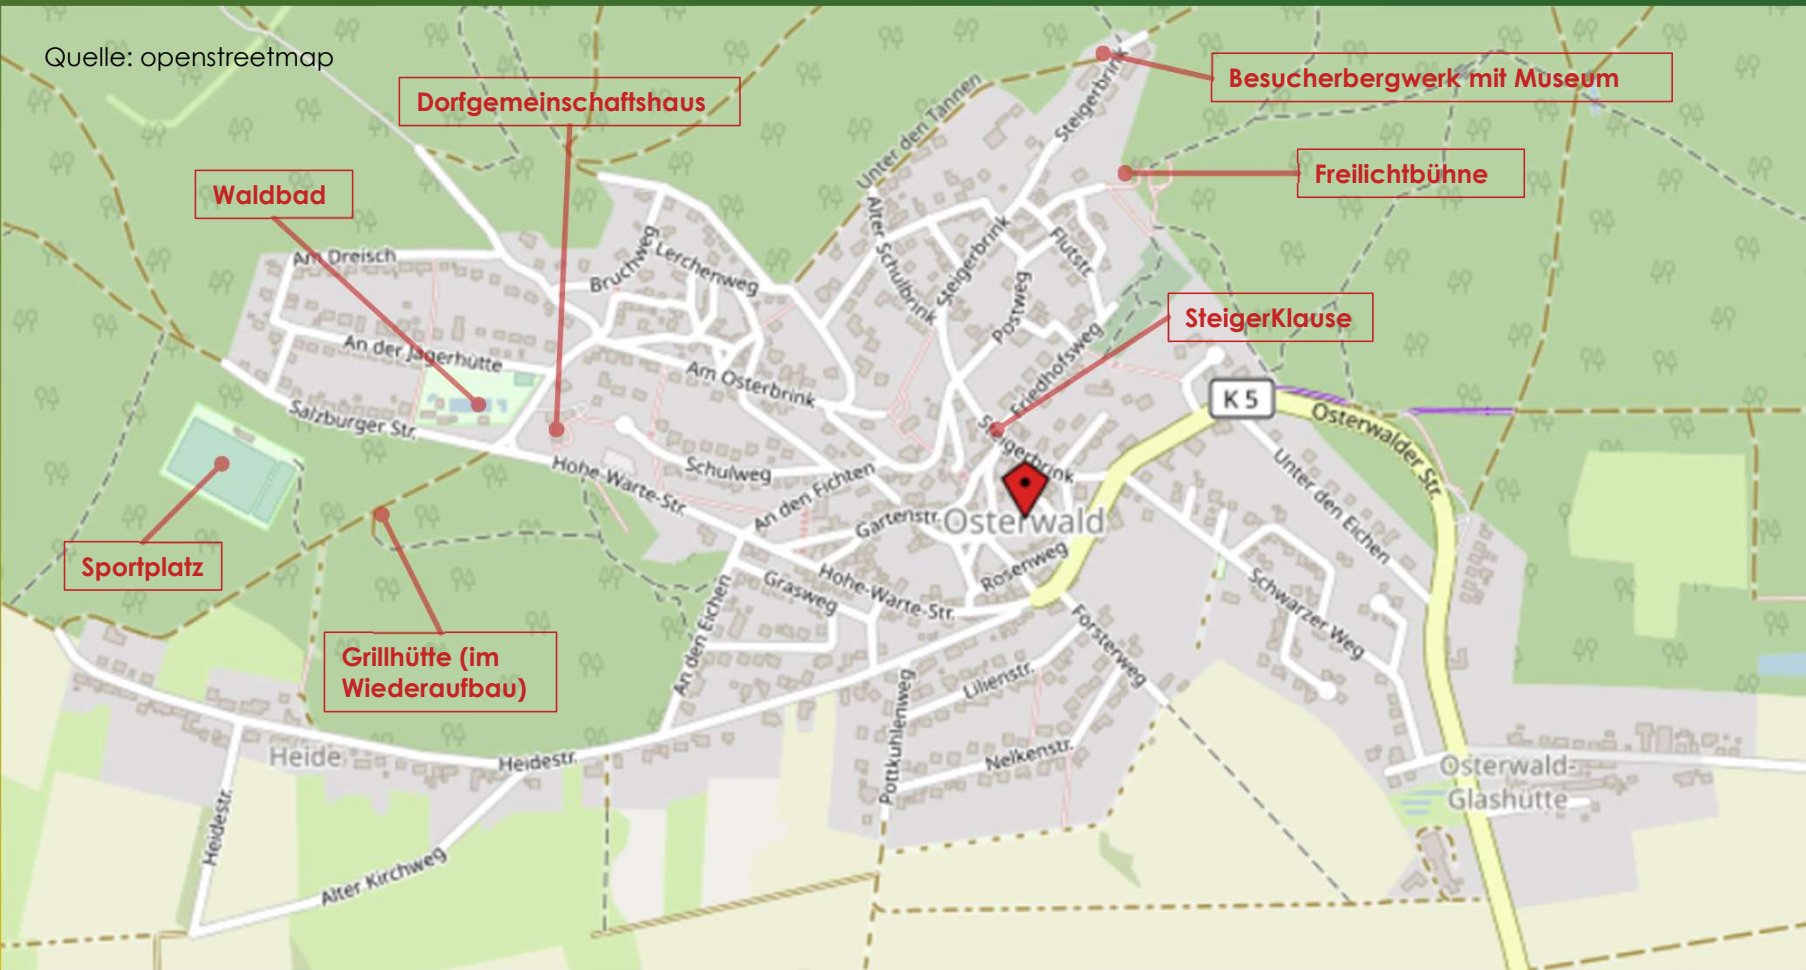 Quelle: openstreetmap
Besucherbergwerk mit Museum
Dorfgemeinschaftshaus
Steigerbrink
Unter den Tannen
Freilichtbühne
Waldbad
Alter Schulbrink
Steigerbrink
Flutstr.
Bruchweg
Lerchenweg
Am Dreisch
Postweg
SteigerKlause
An der Jägerhütte
Friedhofsweg
Am Osterbrink
K 5
Salzburger Str.
Osterwalder Str.
Steigerbrink
Schulweg
Hohe-Warte-Str.
An den Fichten
Unter den Eichen
Gartenstr.
Osterwald
Sportplatz
Rosenweg
Grasweg
Hohe-Warte-Str.
Schwarzer Weg
An den Eichen
Forsterweg
Grillhütte (im
Wiederaufbau)
Lilienstr.
Pottkuhlenweg
Heide
Heidestr.
Nelkenstr.
Osterwald-
Glashütte
Heidestr.
Alter Kirchweg